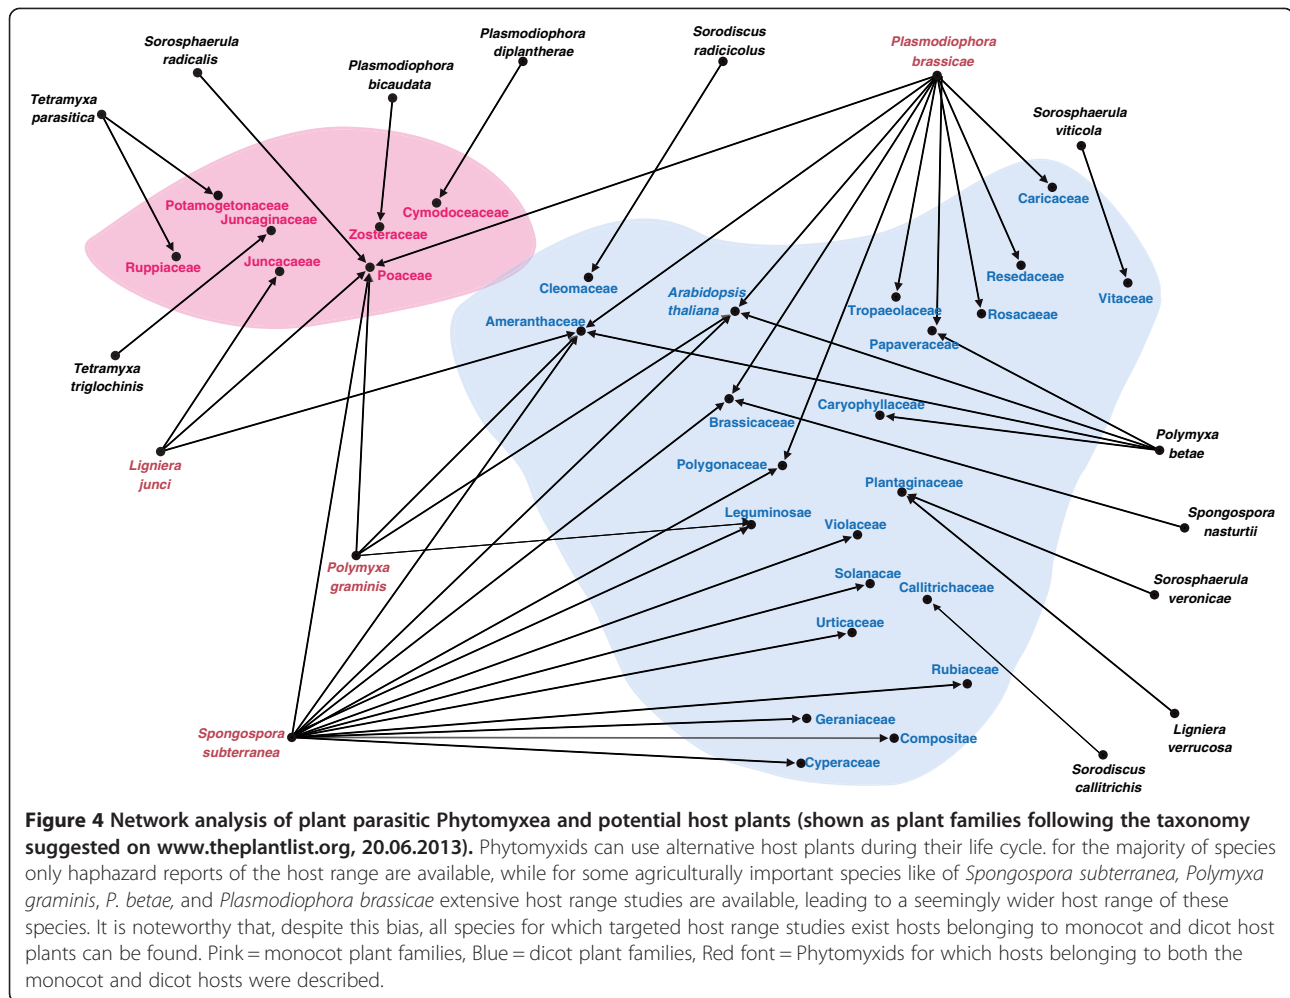 Sorosphaerula
radicalis
Plasmodiophora
bicaudata
Plasmodiophora
diplantherae
Sorodiscus
radicicolus
Plasmodiophora
brassicae
Tetramyxa
parasitica
Sorosphaerula
viticola
Potamogetonaceae
Juncaginaceae
Cymodoceaceae
Zosteraceae
Ruppiaceae
Juncacaeae
Poaceae
Caricaceae
Cleomaceae
Arabidopsis
thaliana
Resedaceae
Vitaceae
Ameranthaceae
Tropaeolaceae
Rosacaeae
Papaveraceae
Tetramyxa
triglochinis
Caryophyllaceae
Brassicaceae
Polymyxa
betae
Ligniera
junci
Polygonaceae
Plantaginaceae
Leguminosae
Violaceae
Spongospora
nasturtii
Polymyxa
graminis
Solanacae
Callitrichaceae
Sorosphaerula
veronicae
Urticaceae
Rubiaceae
Spongospora
subterranea
Geraniaceae
Compositae
Cyperaceae
Ligniera
verrucosa
Sorodiscus
callitrichis
Figure 4 Network analysis of plant parasitic Phytomyxea and potential host plants (shown as plant families following the taxonomy
suggested on www.theplantlist.org, 20.06.2013). Phytomyxids can use alternative host plants during their life cycle. for the majority of species
only haphazard reports of the host range are available, while for some agriculturally important species like of Spongospora subterranea, Polymyxa
graminis, P. betae, and Plasmodiophora brassicae extensive host range studies are available, leading to a seemingly wider host range of these
species. It is noteworthy that, despite this bias, all species for which targeted host range studies exist hosts belonging to monocot and dicot host
plants can be found. Pink = monocot plant families, Blue = dicot plant families, Red font = Phytomyxids for which hosts belonging to both the
monocot and dicot hosts were described.